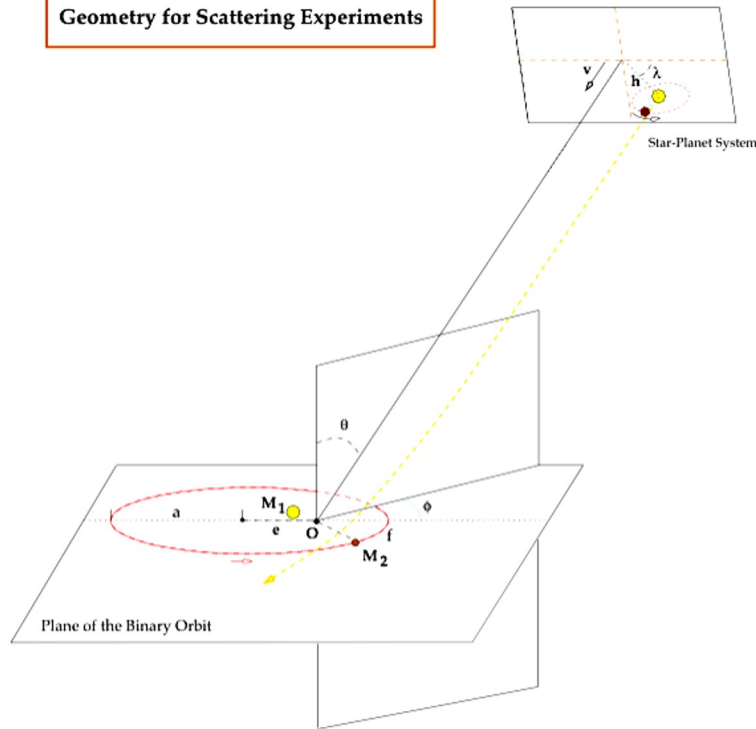 Geometry for Scattering Experiments
v
h
λ
Star-Planet System
θ
M1
a
e
O
f
ϕ
M2
Plane of the Binary Orbit